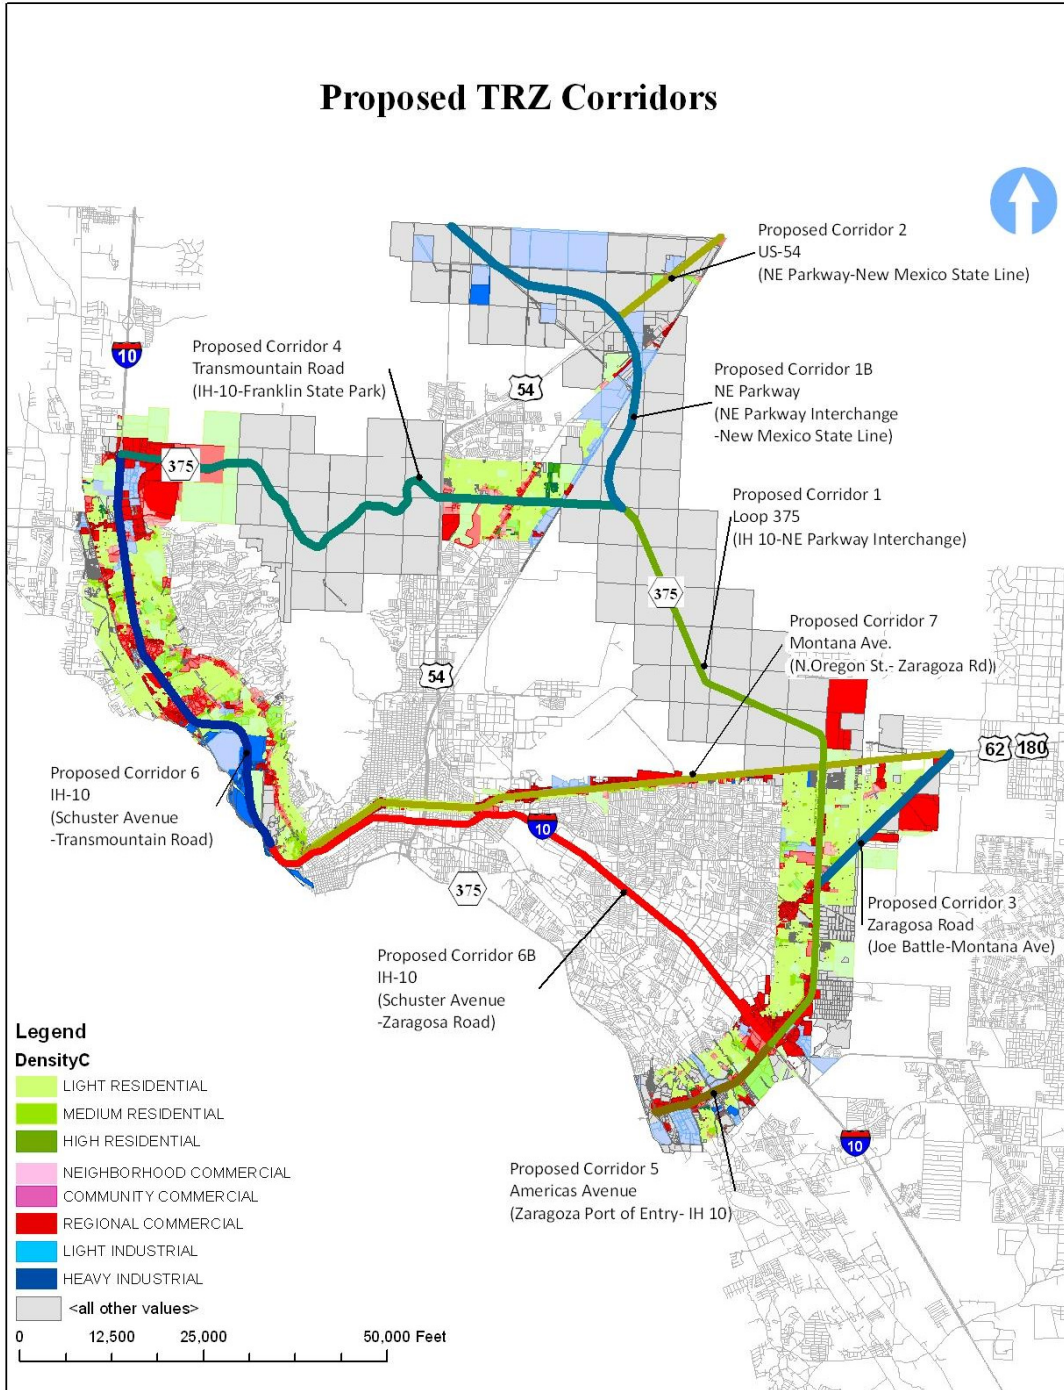 Proposed TRZ Corridors
Proposed Corridor 2
US-54
(NE Parkway-New Mexico State Line)
Proposed Corridor 4
Transmountain Road
(IH-10-Franklin State Park)
10
54
Proposed Corridor 1B
NE Parkway
(NE Parkway Interchange
-New Mexico State Line)
375
Proposed Corridor 1
Loop 375
(IH 10-NE Parkway Interchange)
375
Proposed Corridor 7
Montana Ave.
(N.Oregon St.- Zaragoza Rd)
54
62 180
Proposed Corridor 6
IH-10
(Schuster Avenue
-Transmountain Road)
10
375
Proposed Corridor 3
Zaragosa Road
(Joe Battle-Montana Ave)
Proposed Corridor 6B
IH-10
(Schuster Avenue
-Zaragosa Road)
10
Proposed Corridor 5
Americas Avenue
(Zaragoza Port of Entry- IH 10)
Legend
DensityC
LIGHT RESIDENTIAL
MEDIUM RESIDENTIAL
HIGH RESIDENTIAL
NEIGHBORHOOD COMMERCIAL
COMMUNITY COMMERCIAL
REGIONAL COMMERCIAL
LIGHT INDUSTRIAL
HEAVY INDUSTRIAL
<all other values>
0 12,500 25,000 50,000 Feet